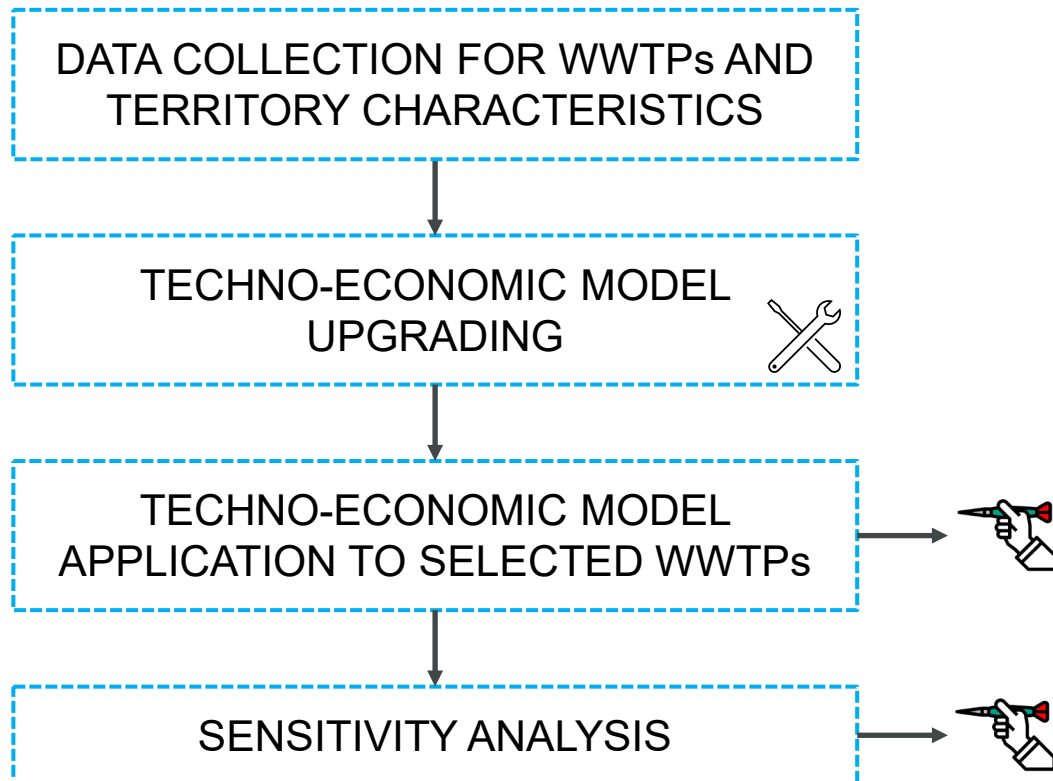 DATA COLLECTION FOR WWTPs AND
TERRITORY CHARACTERISTICS
TECHNO-ECONOMIC MODEL
UPGRADING
TECHNO-ECONOMIC MODEL
APPLICATION TO SELECTED WWTPs
SENSITIVITY ANALYSIS